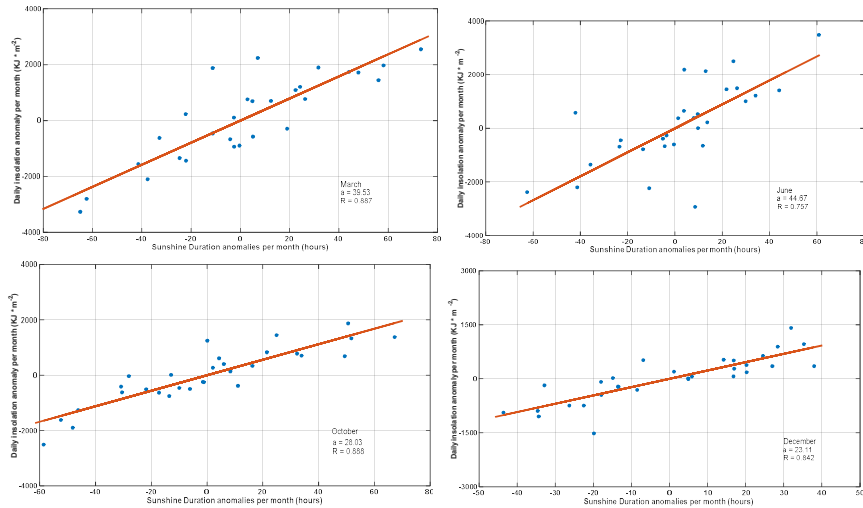 4000
2000
0
-2000
-4000
-80
-60
-40
-20
0
20
40
60
80
Daily insolation anomaly per month (KJ * m⁻²)
Sunshine Duration anomalies per month (hours)
March
a = 39.53
R = 0.887
4000
2000
0
-2000
-4000
-80
-60
-40
-20
0
20
40
60
80
Daily insolation anomaly per month (KJ * m⁻²)
Sunshine Duration anomalies per month (hours)
June
a = 44.67
R = 0.757
4000
2000
0
-2000
-4000
-60
-40
-20
0
20
40
60
80
Daily insolation anomaly per month (KJ * m⁻²)
Sunshine Duration anomalies per month (hours)
October
a = 28.03
R = 0.888
3000
1500
0
-1500
-3000
-50
-40
-30
-20
-10
0
10
20
30
40
50
Daily insolation anomaly per month (KJ * m⁻²)
Sunshine Duration anomalies per month (hours)
December
a = 23.11
R = 0.842